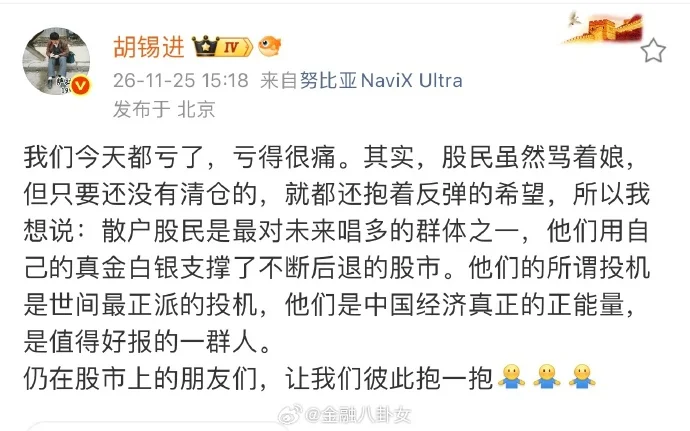 胡锡进 IV
26-11-25 15:18 来自努比亚NaviX Ultra
发布于 北京
我们今天都亏了，亏得很痛。其实，股民虽然骂着娘，
但只要还没有清仓的，就都还抱着反弹的希望，所以我
想说：散户股民是最对未来唱多的群体之一，他们用自
己的真金白银支撑了不断后退的股市。他们的所谓投机
是世间最正派的投机，他们是中国经济真正的正能量，
是值得好报的一群人。
仍在股市上的朋友们，让我们彼此抱一抱
@金融八卦女